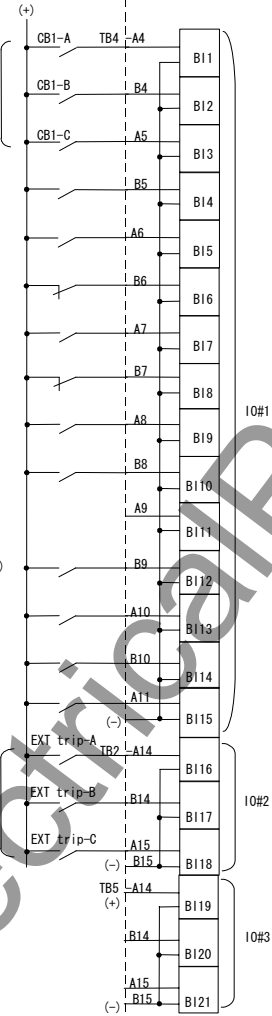 (+)
CB1-A TB4 -A4
BI1
CB1-B B4
BI2
CB1-C A5
BI3
B5
BI4
A6
BI5
B6
BI6
A7
BI7
B7
BI8
A8
IO#1
BI9
B8
BI10
A9
BI11
B9
BI12
A10
BI13
B10
BI14
A11
(-) BI15
EXT trip-A TB2 -A14
BI16
EXT trip-B B14 IO#2
BI17
EXT trip-C A15
(-) B15 BI18
TB5 -A14
(+) BI19
B14 IO#3
BI20
A15
(-) B15 BI21